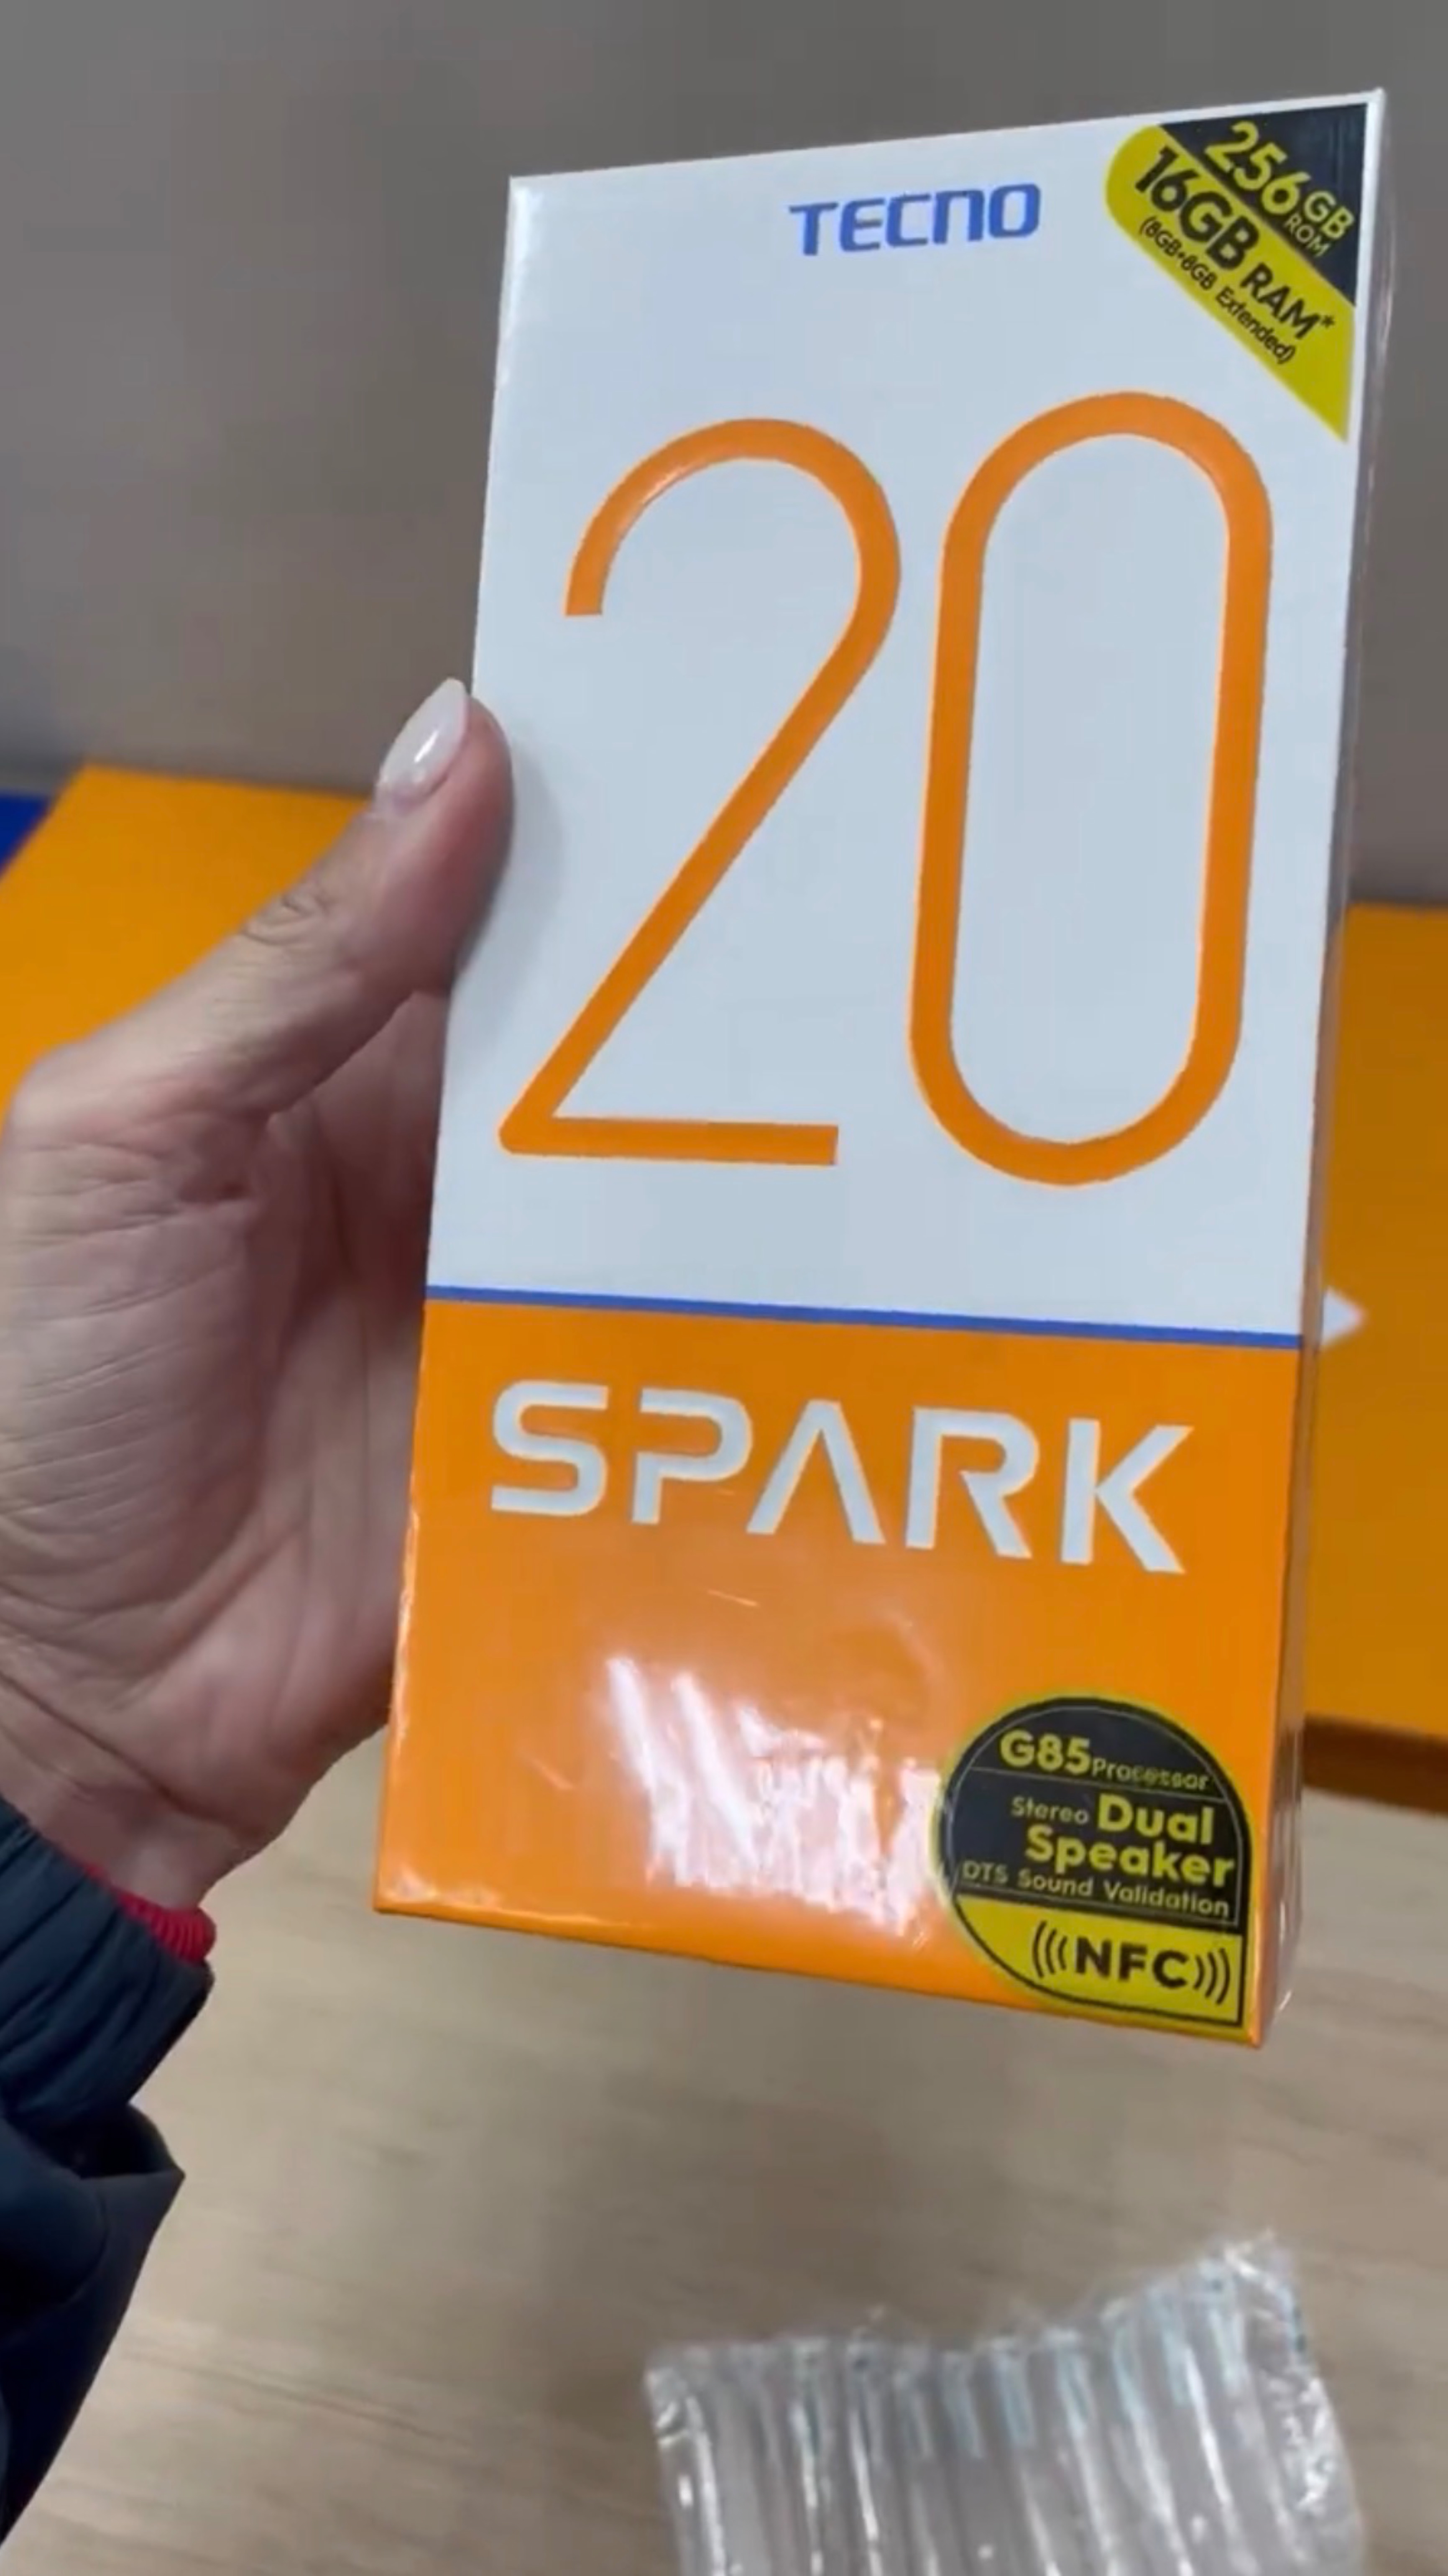 TECNO
256GB
ROM
16GB RAM*
(8GB+8GB Extended)
20
SPARK
G85 Processor
Stereo Dual
Speaker
DTS Sound Validation
(((NFC)))